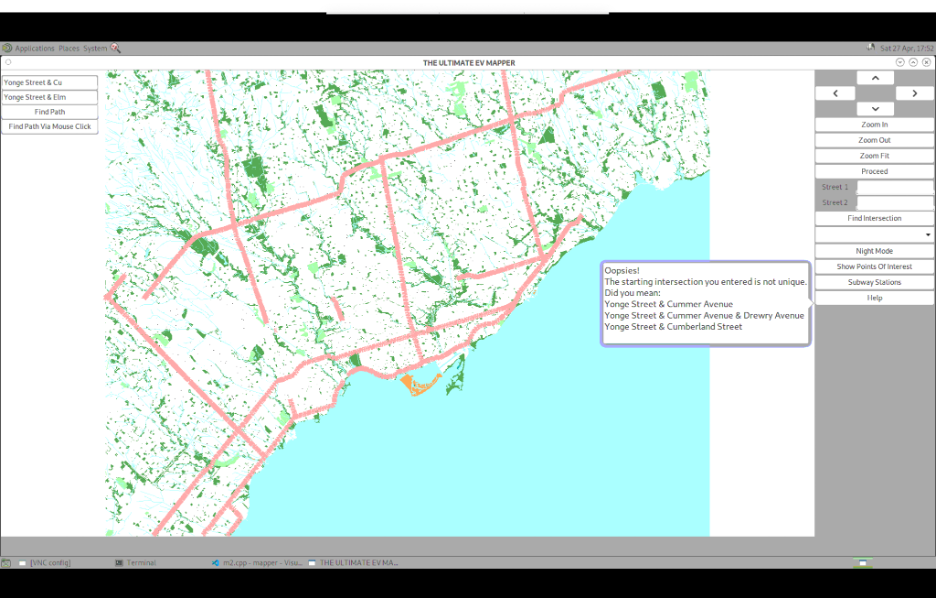 Applications Places System
Sat 27 Apr, 17:52
THE ULTIMATE EV MAPPER
Yonge Street & Cu
Yonge Street & Elm
Find Path
Find Path Via Mouse Click
Zoom In
Zoom Out
Zoom Fit
Proceed
Street 1
Street 2
Find Intersection
Night Mode
Show Points Of Interest
Subway Stations
Help
Oopsies!
The starting intersection you entered is not unique.
Did you mean:
Yonge Street & Cummer Avenue
Yonge Street & Cummer Avenue & Drewry Avenue
Yonge Street & Cumberland Street
[VNC config]
Terminal
m2.cpp - mapper - Visu...
THE ULTIMATE EV MA...